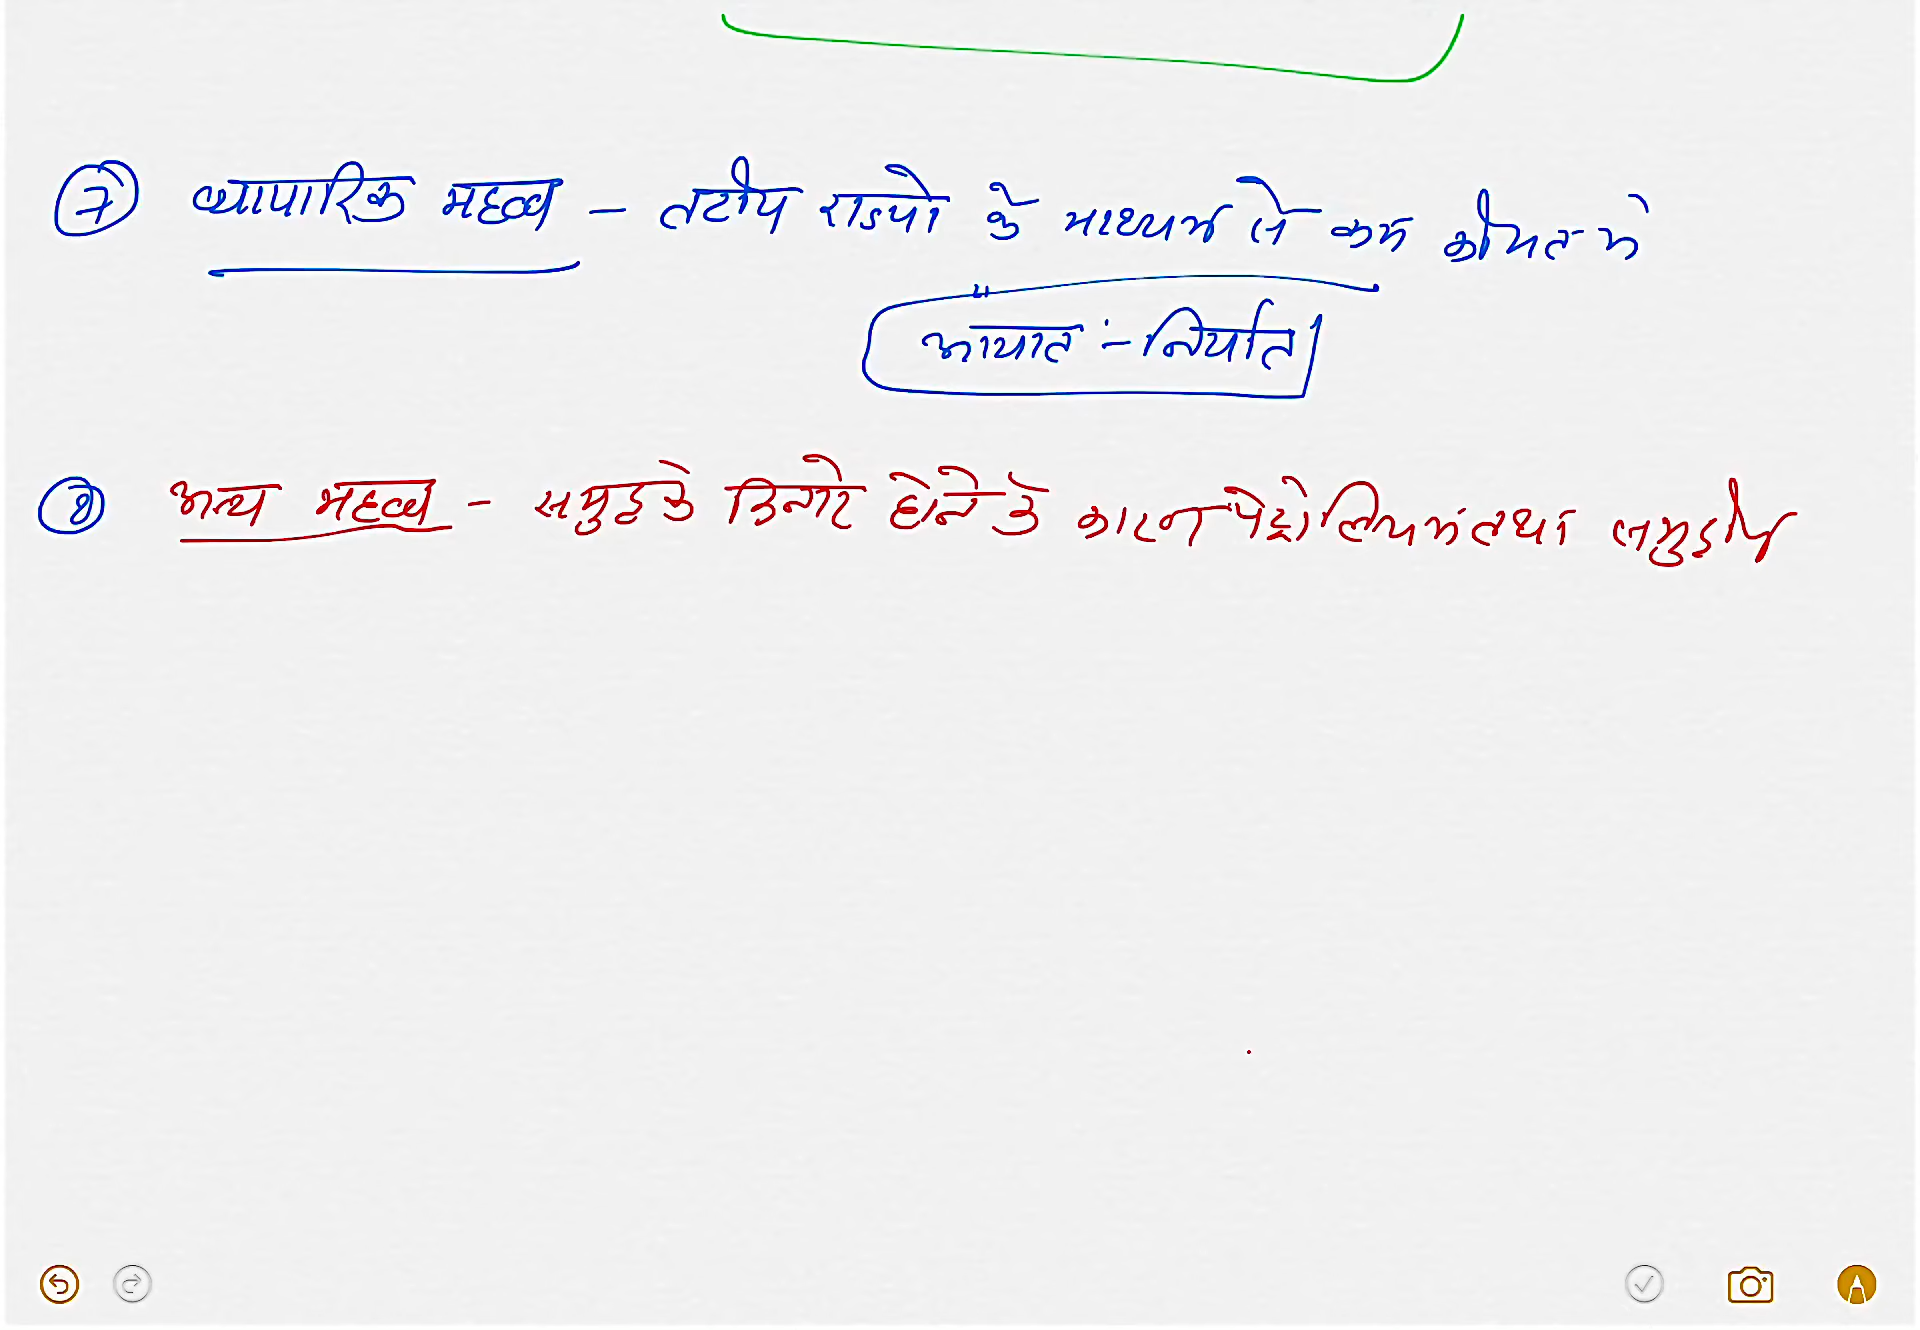 ⑦ व्यापारिक महत्व – तटीय राज्यो के माध्यम से कम कीमत मे
आयात :- निर्यात
⑧ अन्य महत्व - समुद्र के किनारे होने के कारण पेट्रोलियम तथा समुद्रीय